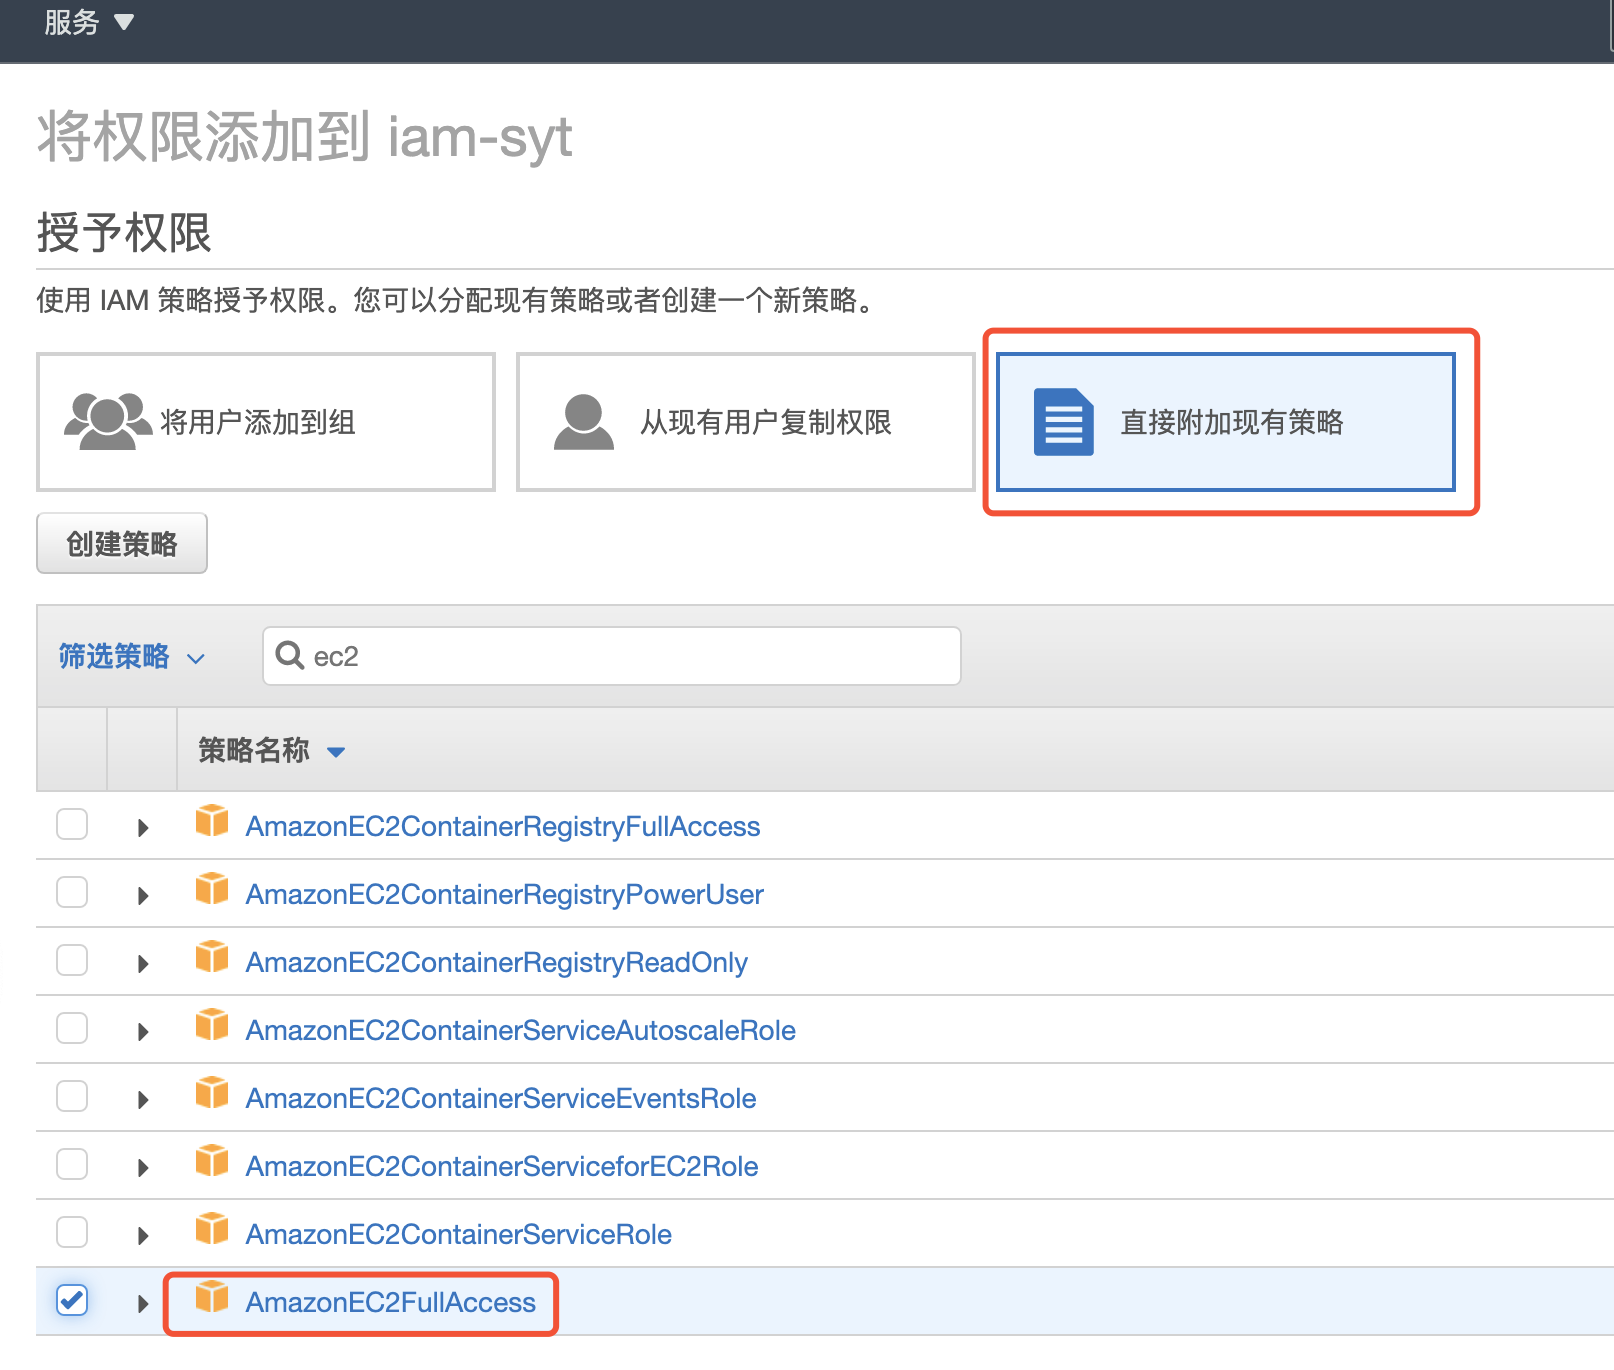 服务
将权限添加到 iam-syt
授予权限
使用 IAM 策略授予权限。您可以分配现有策略或者创建一个新策略。
将用户添加到组
从现有用户复制权限
直接附加现有策略
创建策略
筛选策略
ec2
策略名称
AmazonEC2ContainerRegistryFullAccess
AmazonEC2ContainerRegistryPowerUser
AmazonEC2ContainerRegistryReadOnly
AmazonEC2ContainerServiceAutoscaleRole
AmazonEC2ContainerServiceEventsRole
AmazonEC2ContainerServiceforEC2Role
AmazonEC2ContainerServiceRole
AmazonEC2FullAccess